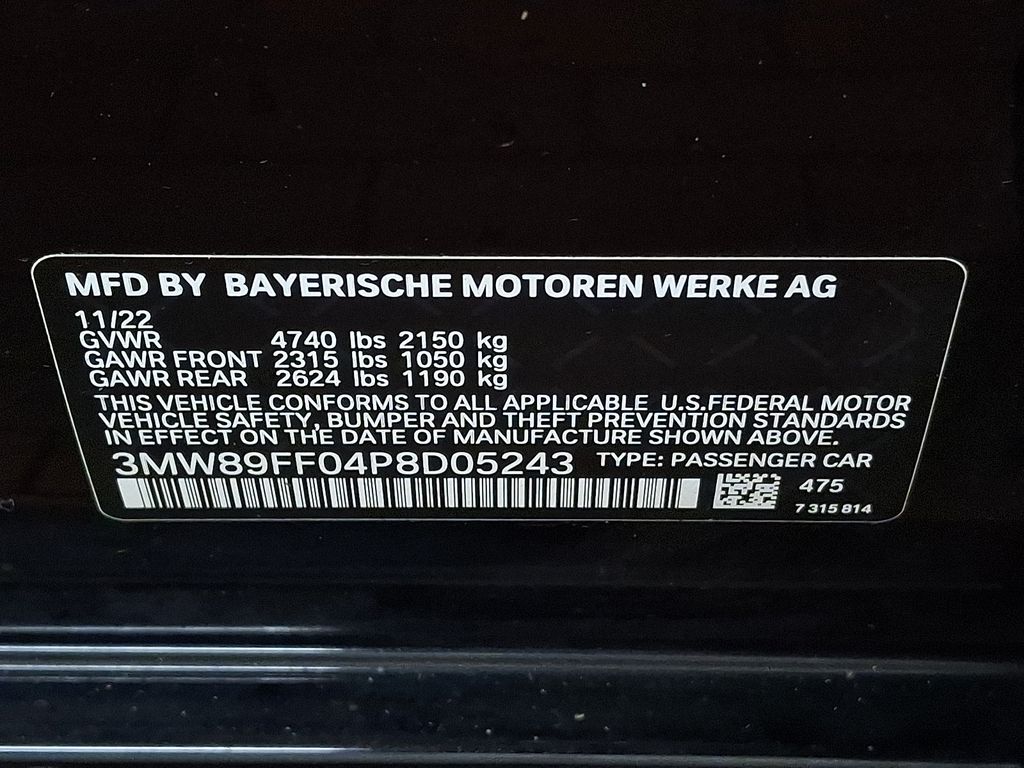 MFD BY BAYERISCHE MOTOREN WERKE AG
11/22
GVWR 4740 lbs 2150 kg
GAWR FRONT 2315 lbs 1050 kg
GAWR REAR 2624 lbs 1190 kg
THIS VEHICLE CONFORMS TO ALL APPLICABLE U.S.FEDERAL MOTOR
VEHICLE SAFETY, BUMPER AND THEFT PREVENTION STANDARDS
IN EFFECT ON THE DATE OF MANUFACTURE SHOWN ABOVE.
3MW89FF04P8D05243 TYPE: PASSENGER CAR
475
7 315 814